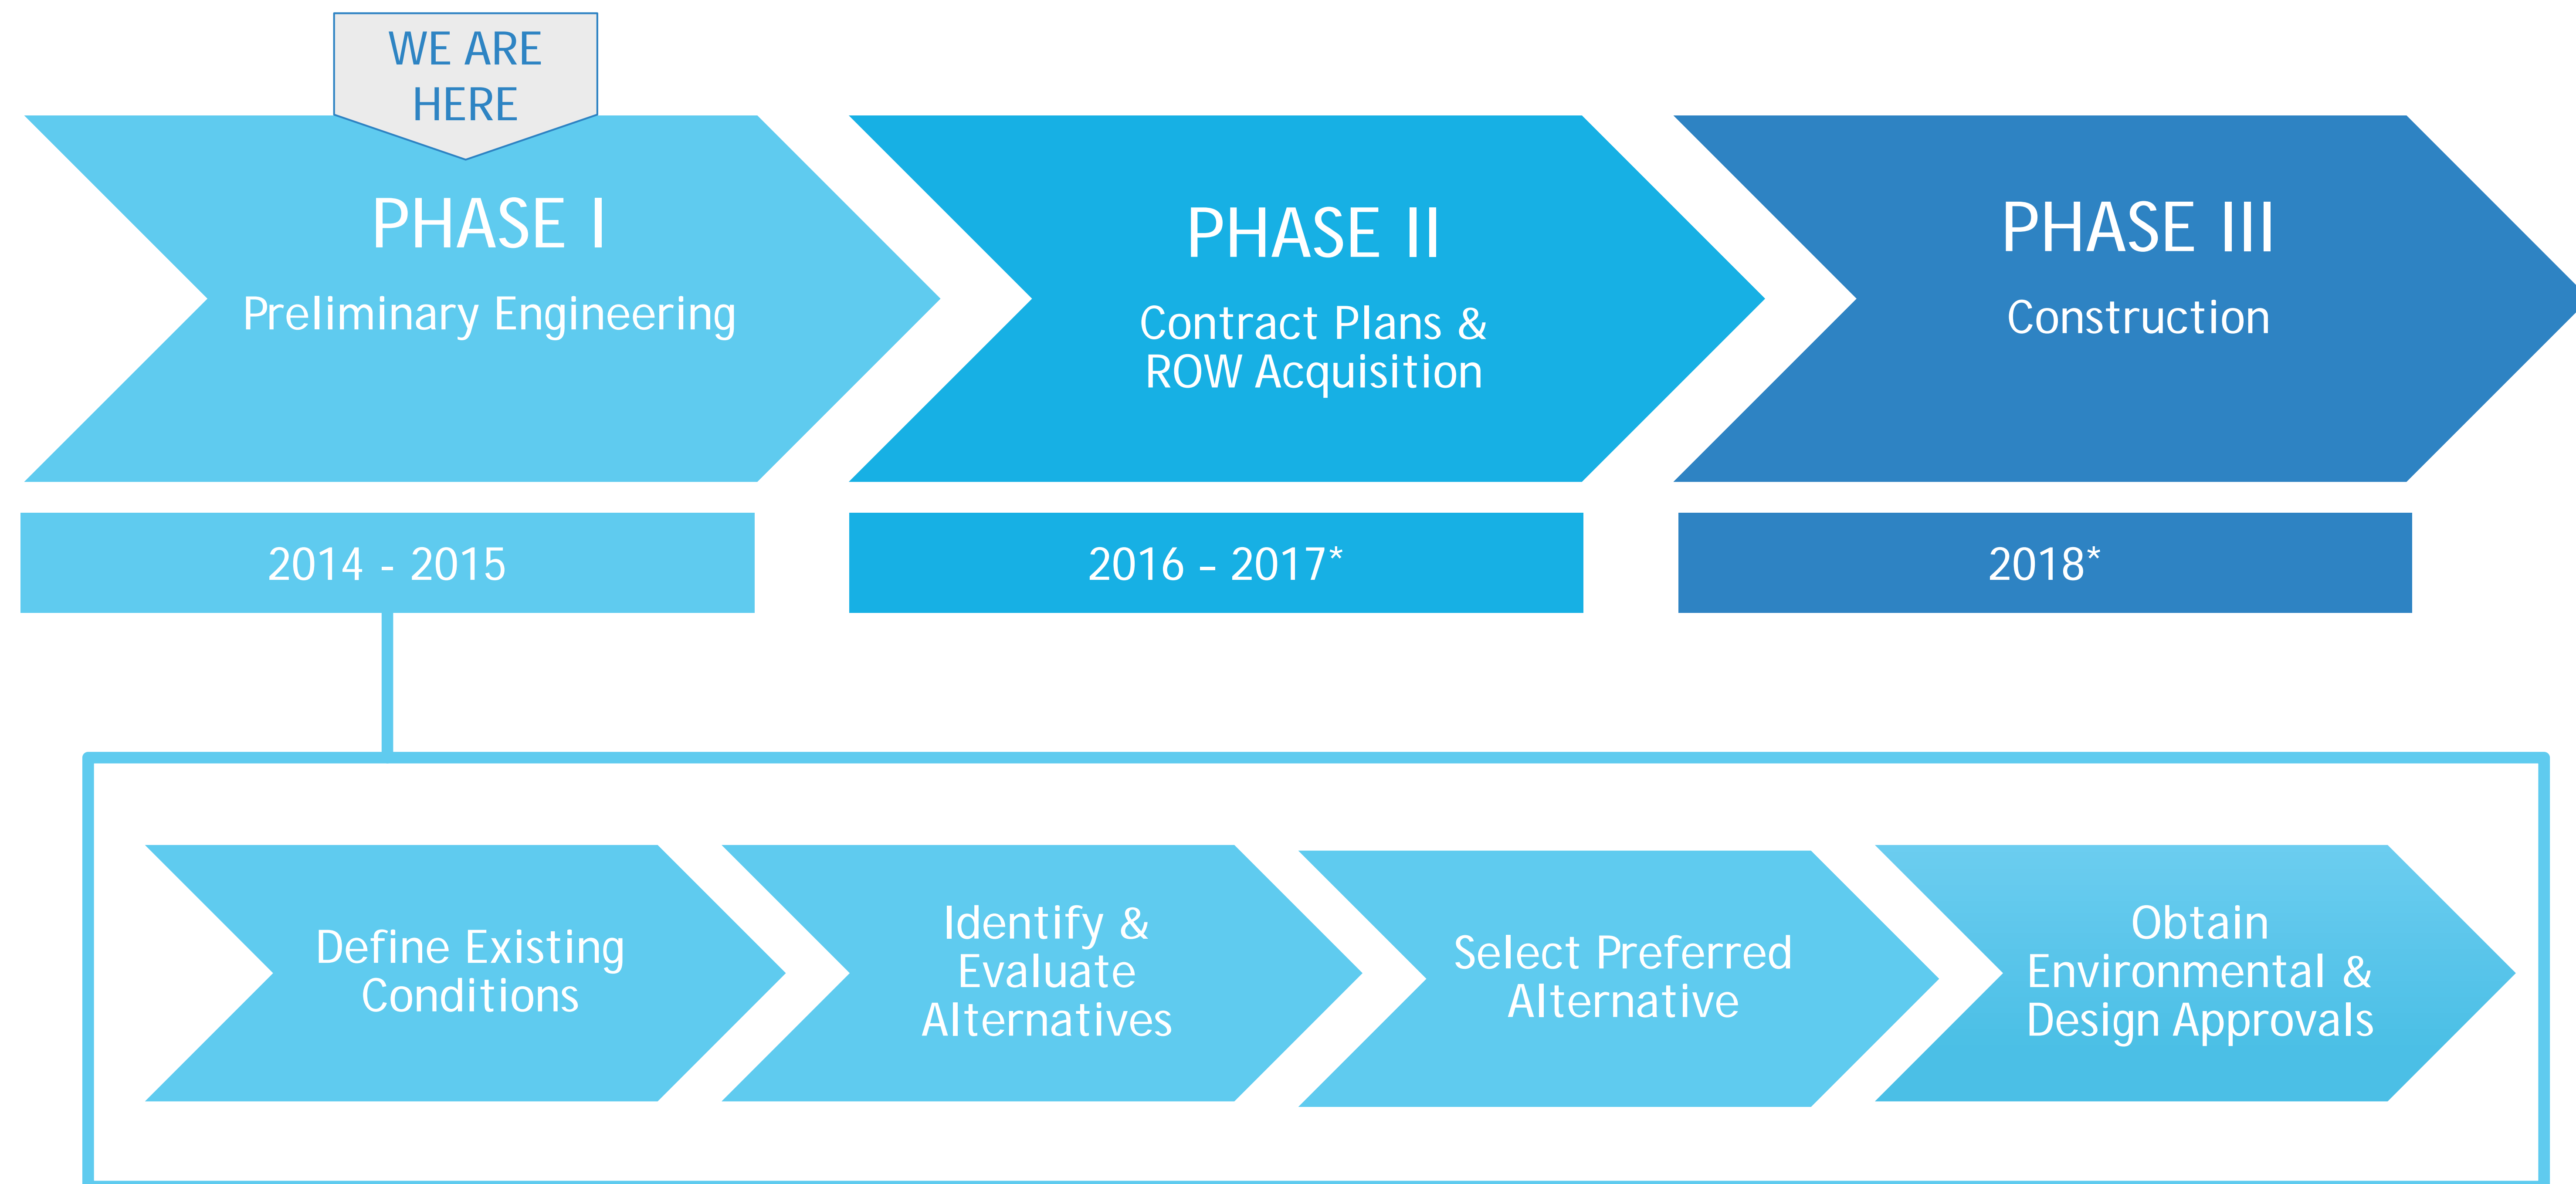 WE ARE
HERE
PHASE I
Preliminary Engineering
PHASE II
Contract Plans &
ROW Acquisition
PHASE III
Construction
2014 - 2015
2016 – 2017*
2018*
Define Existing
Conditions
Identify &
Evaluate
Alternatives
Select Preferred
Alternative
Obtain
Environmental &
Design Approvals